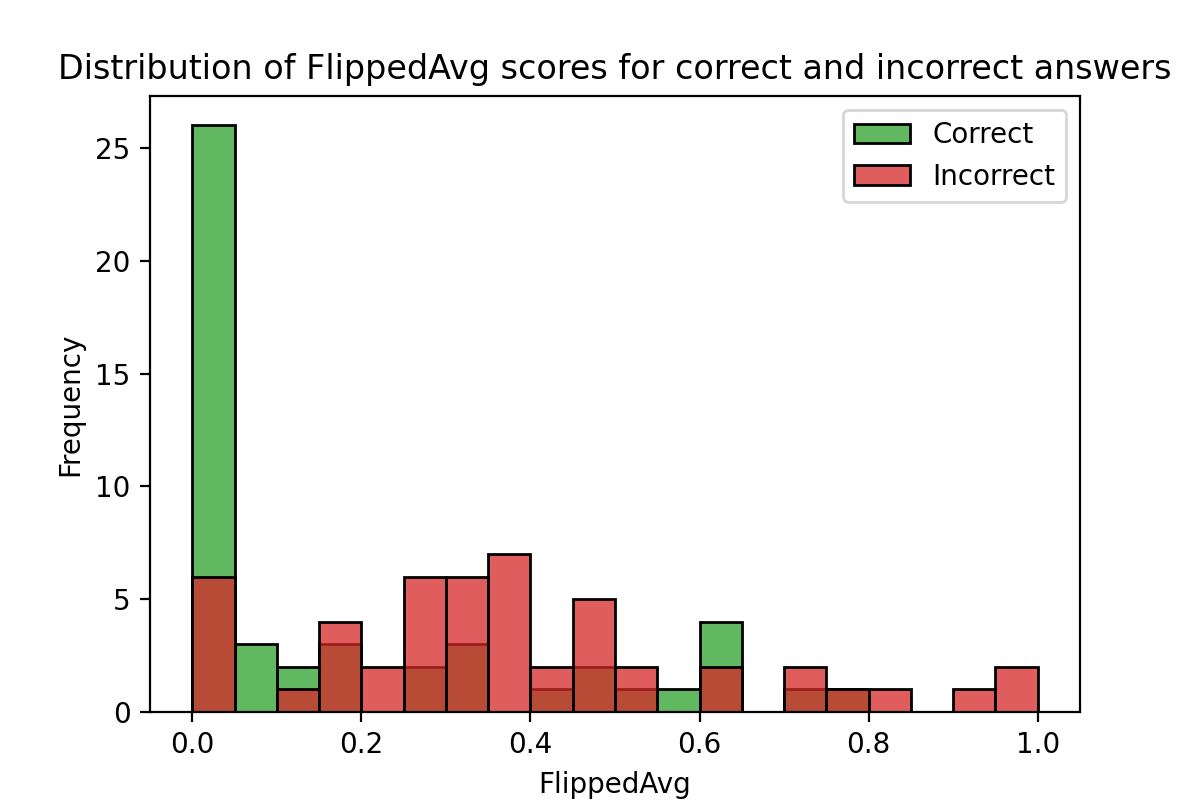 Distribution of FlippedAvg scores for correct and incorrect answers
Correct
Incorrect
25
20
15
10
5
0
Frequency
0.0 0.2 0.4 0.6 0.8 1.0
FlippedAvg